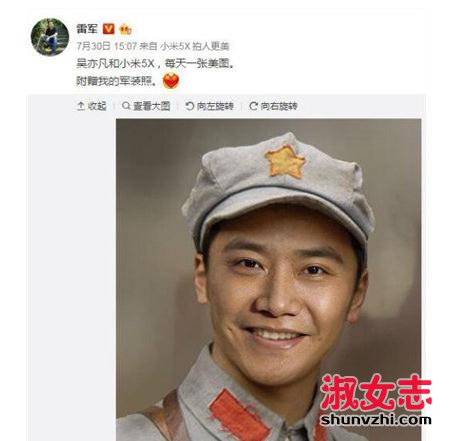 雷军
7月30日 15:07 来自 小米5X 拍人更美
吴亦凡和小米5X，每天一张美图。
附赠我的军装照。
收起 查看大图 向左旋转 向右旋转
淑女志
shunvzhi.com